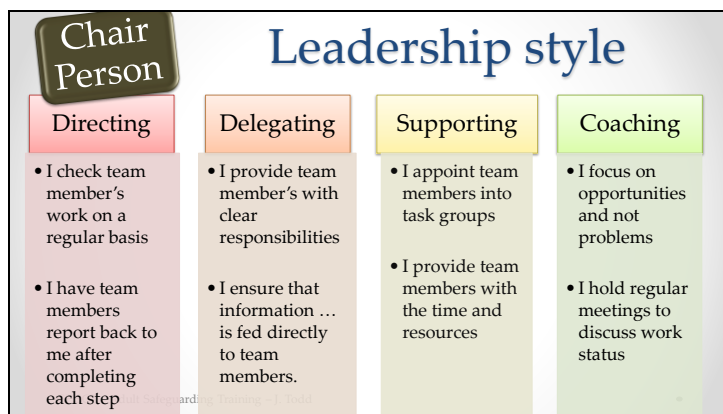 Chair
Person
Leadership style
Directing
• I check team
member's
work on a
regular basis
• I have team
members
report back to
me after
completing
each step
Delegating
• I provide team
member's with
clear
responsibilities
• I ensure that
information …
is fed directly
to team
members.
Supporting
• I appoint team
members into
task groups
• I provide team
members with
the time and
resources
Coaching
• I focus on
opportunities
and not
problems
• I hold regular
meetings to
discuss work
status
Safeguarding Training – J. Todd